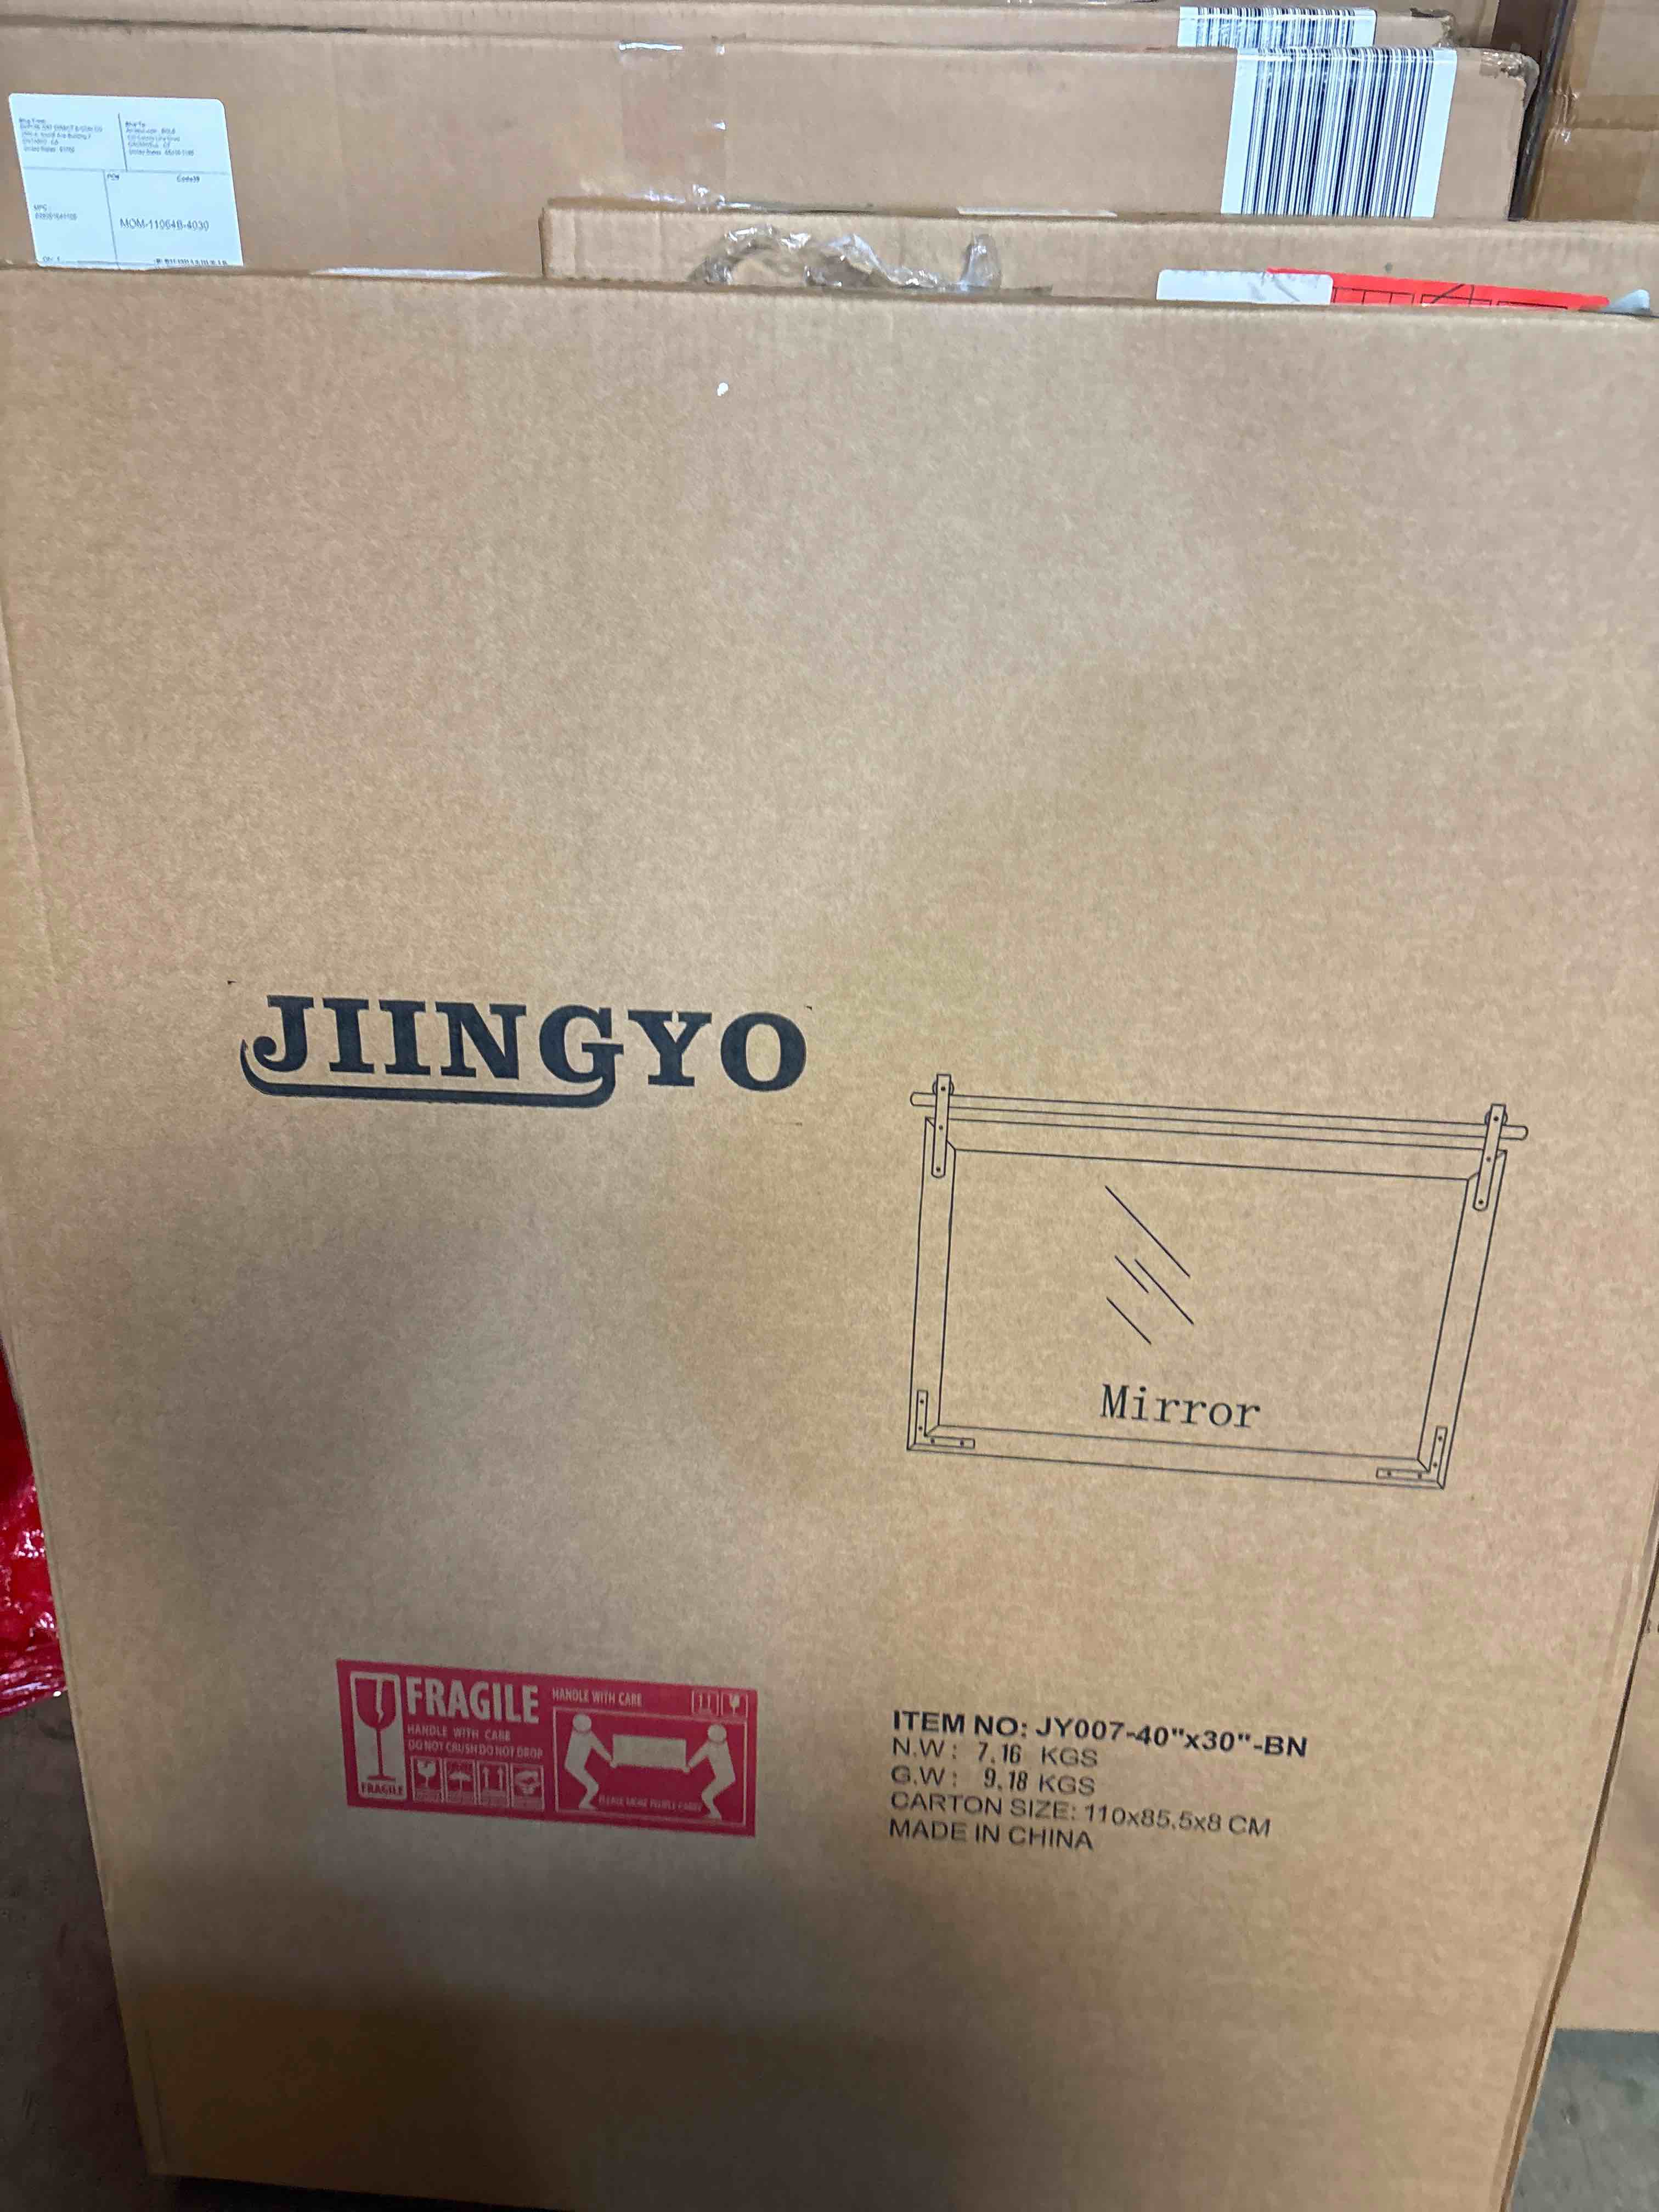 Code39
MOM-11064B-4030
JIINGYO
Mirror
FRAGILE
HANDLE WITH CARE
HANDLE WITH CARE
DO NOT CRUSH DO NOT DROP
FRAGILE
ITEM NO: JY007-40"x30"-BN
N.W: 7.16 KGS
G.W: 9.18 KGS
CARTON SIZE: 110x85.5x8 CM
MADE IN CHINA